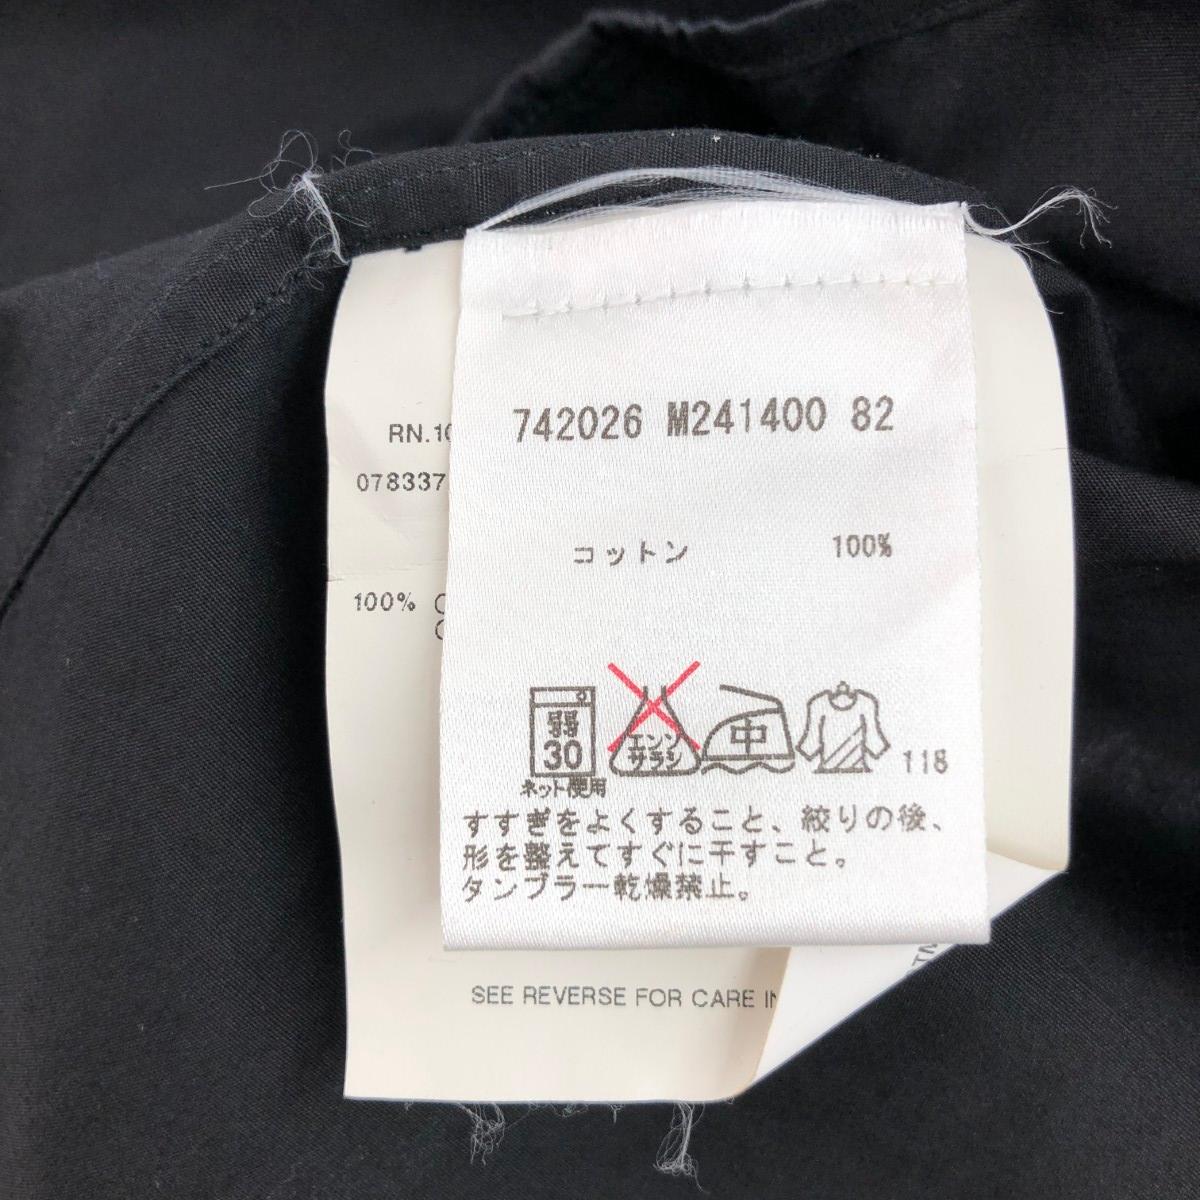 742026 M241400 82
RN.10
078337
コットン 100%
100% C
弱
30
ネット使用
エンソ
サラシ
中
118
すすぎをよくすること、絞りの後、
形を整えてすぐに干すこと。
タンブラー乾燥禁止。
SEE REVERSE FOR CARE IN